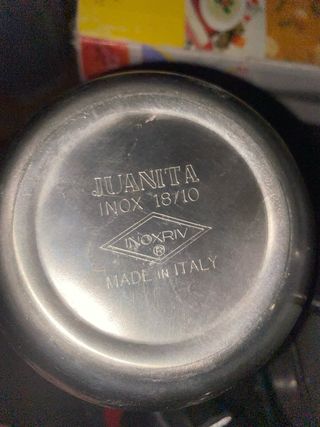 JUANITA
INOX 18/10
INOXRIV
®
MADE IN ITALY